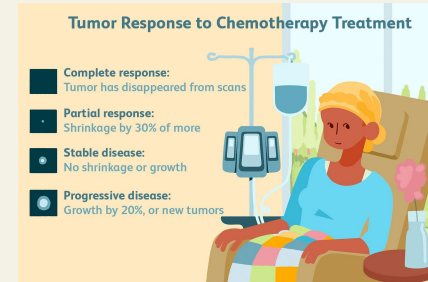 Tumor Response to Chemotherapy Treatment
Complete response:
Tumor has disappeared from scans
Partial response:
Shrinkage by 30% of more
Stable disease:
No shrinkage or growth
Progressive disease:
Growth by 20%, or new tumors